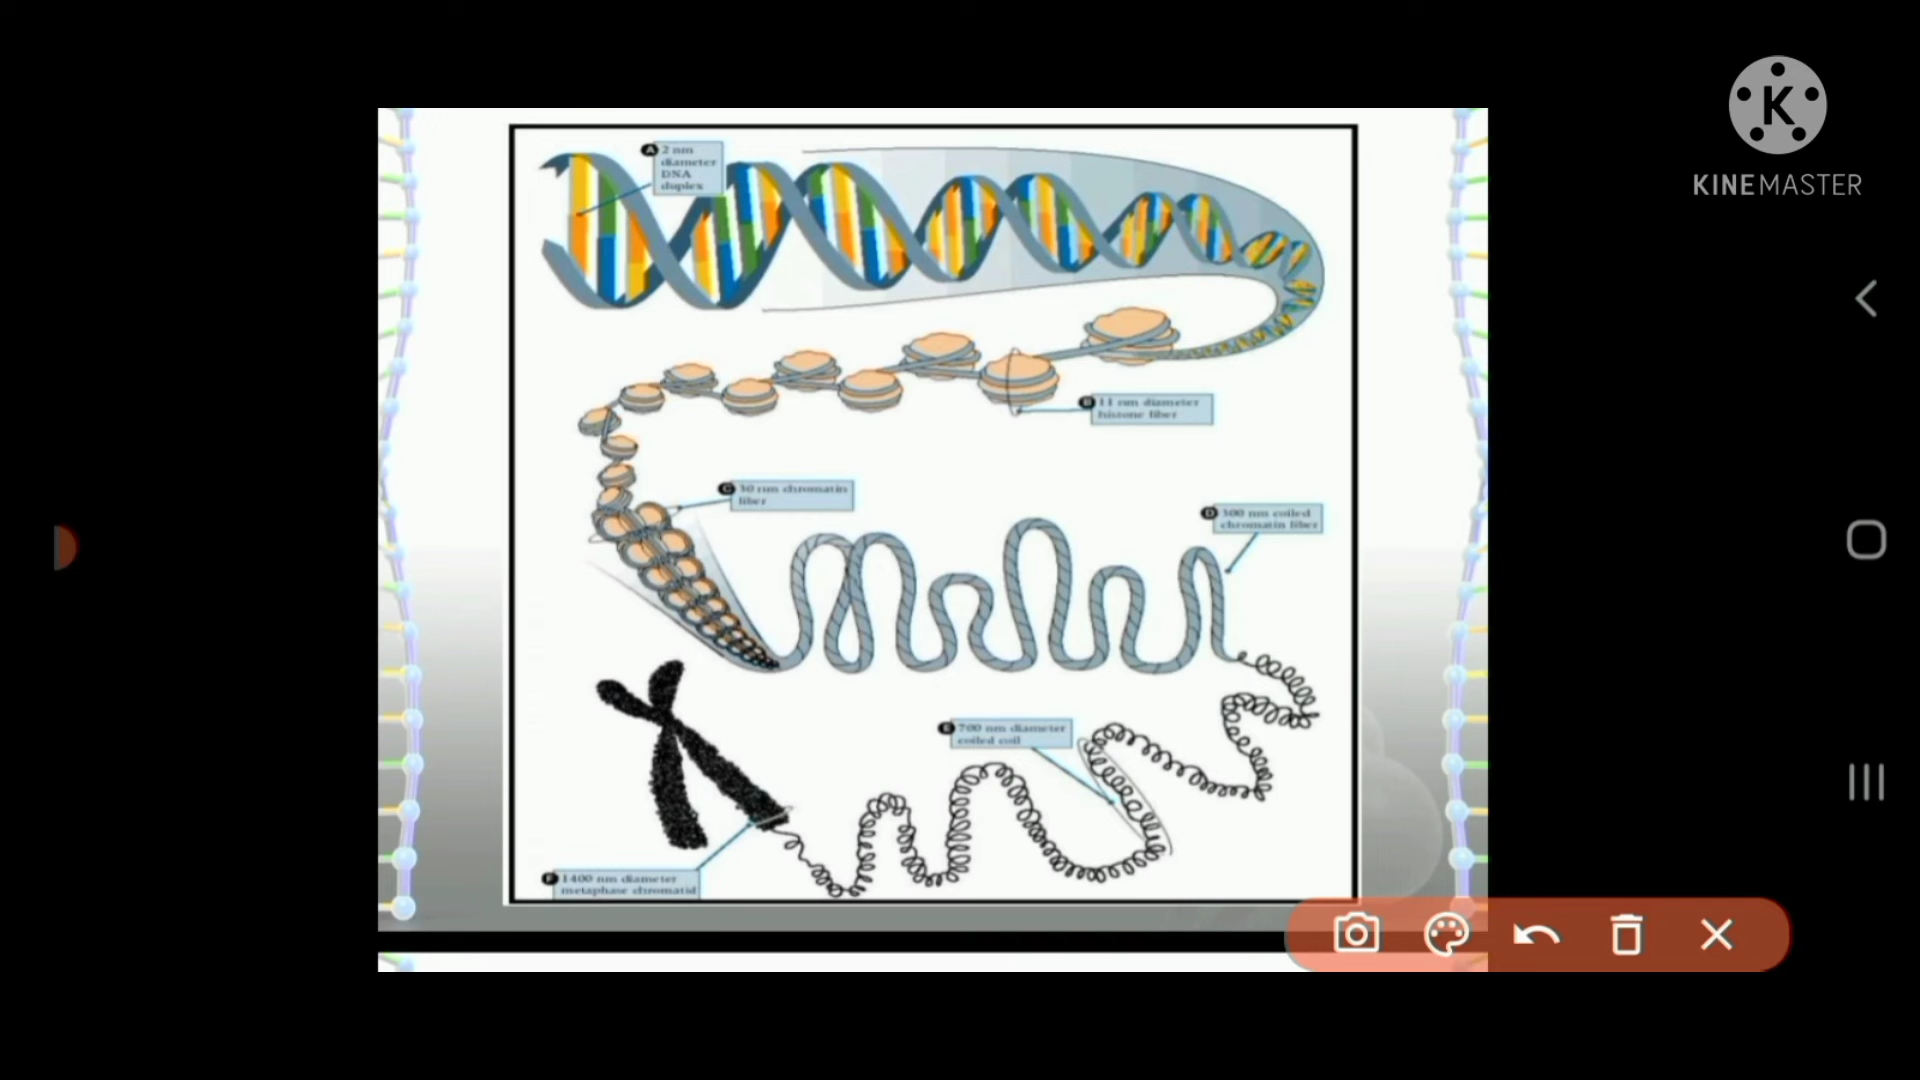 A 2 nm
diameter
DNA
duplex
B 11 nm diameter
histone fiber
C 30 nm chromatin
fiber
D 300 nm coiled
chromatin fiber
E 700 nm diameter
coiled coil
F 1400 nm diameter
metaphase chromatid
K
KINEMASTER